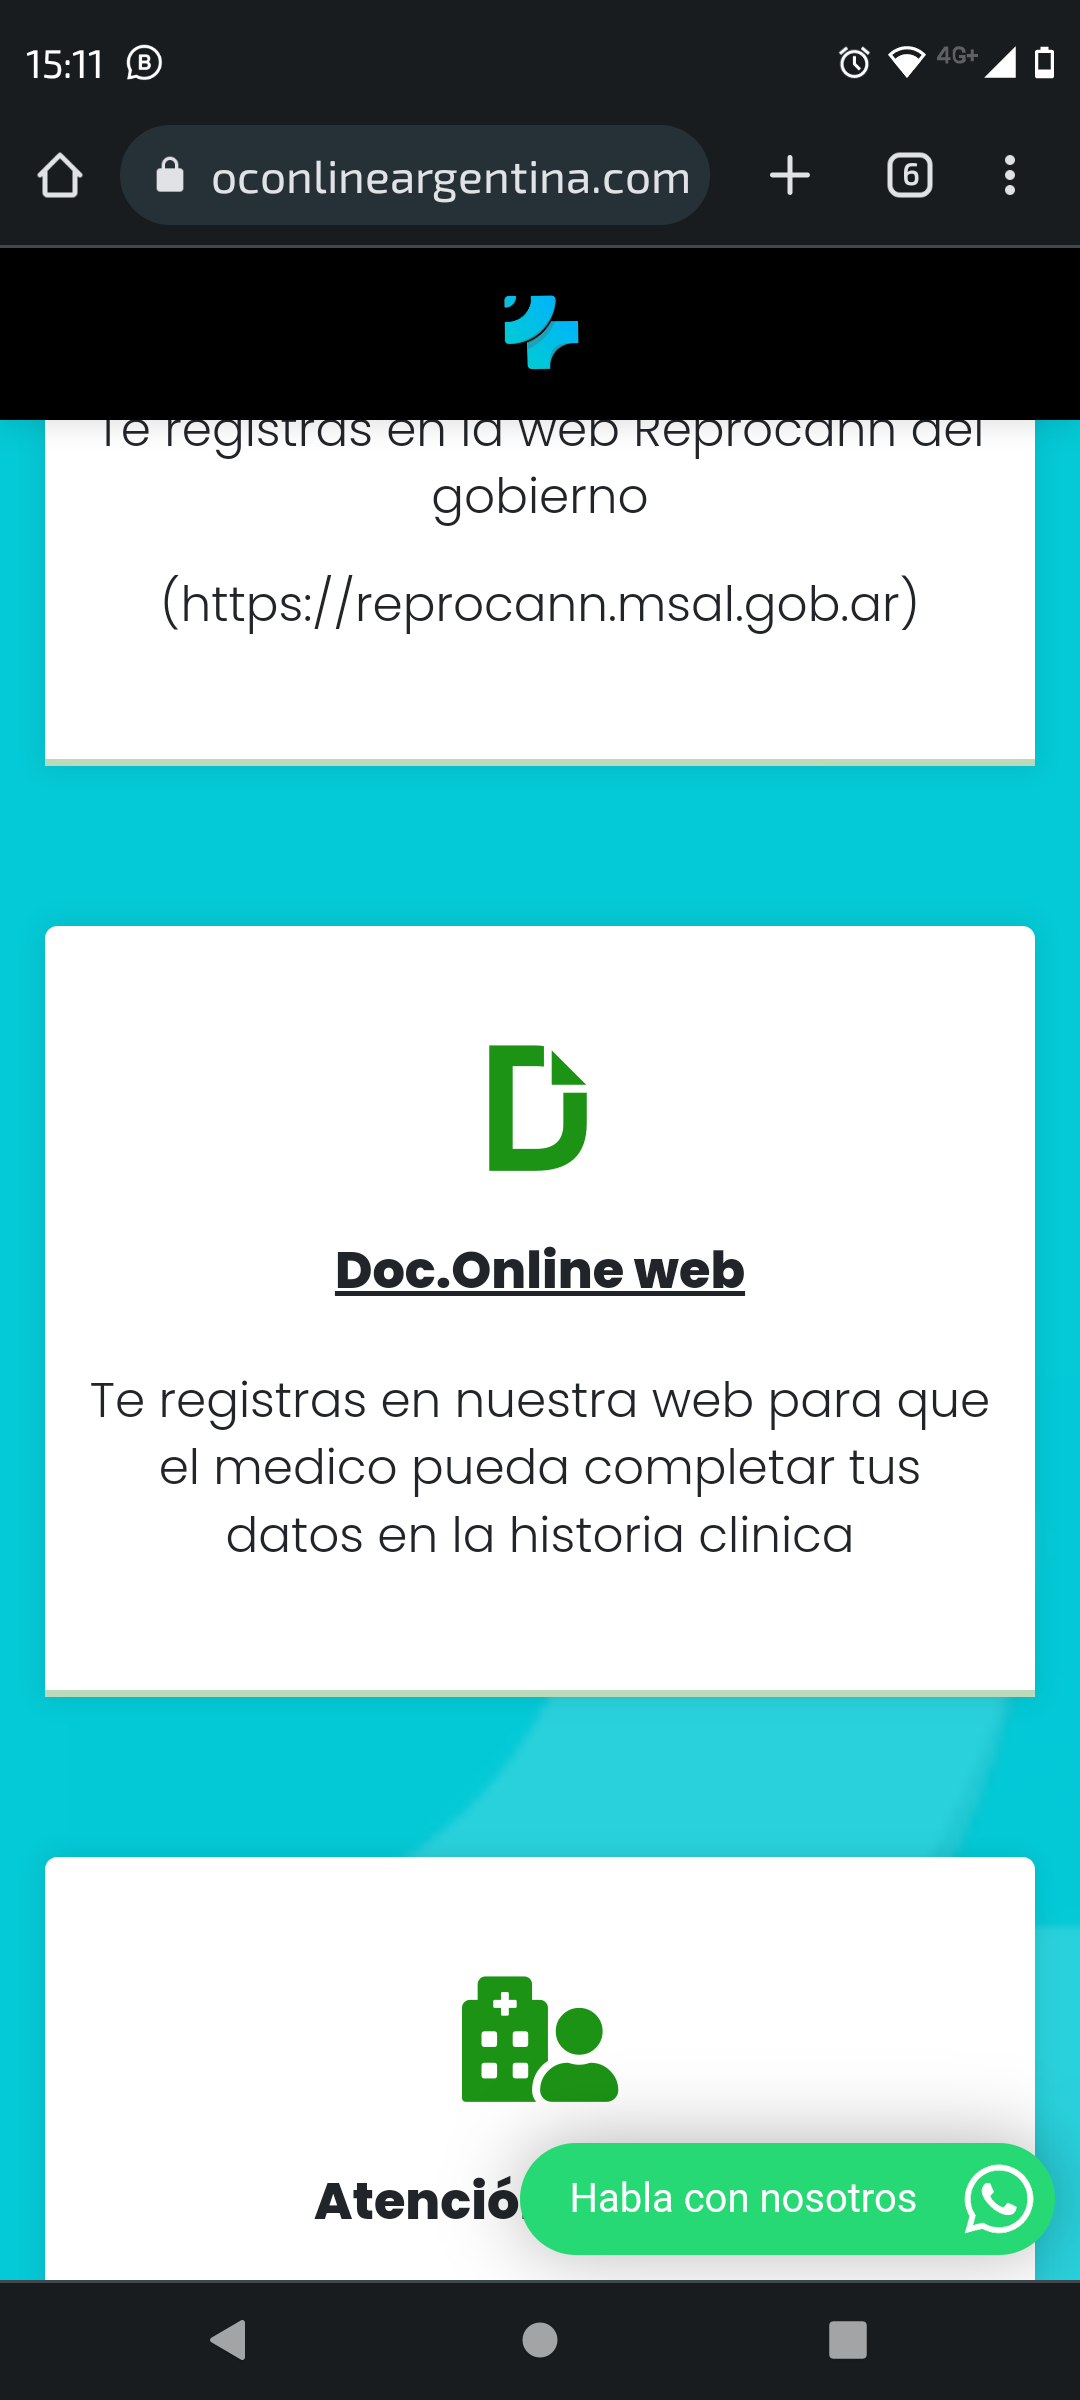 15:11
4G+
oconlineargentina.com
6
Te registras en la web Reprocann del
gobierno
(https://reprocann.msal.gob.ar)
Doc.Online web
Te registras en nuestra web para que
el medico pueda completar tus
datos en la historia clinica
Atenció
Habla con nosotros